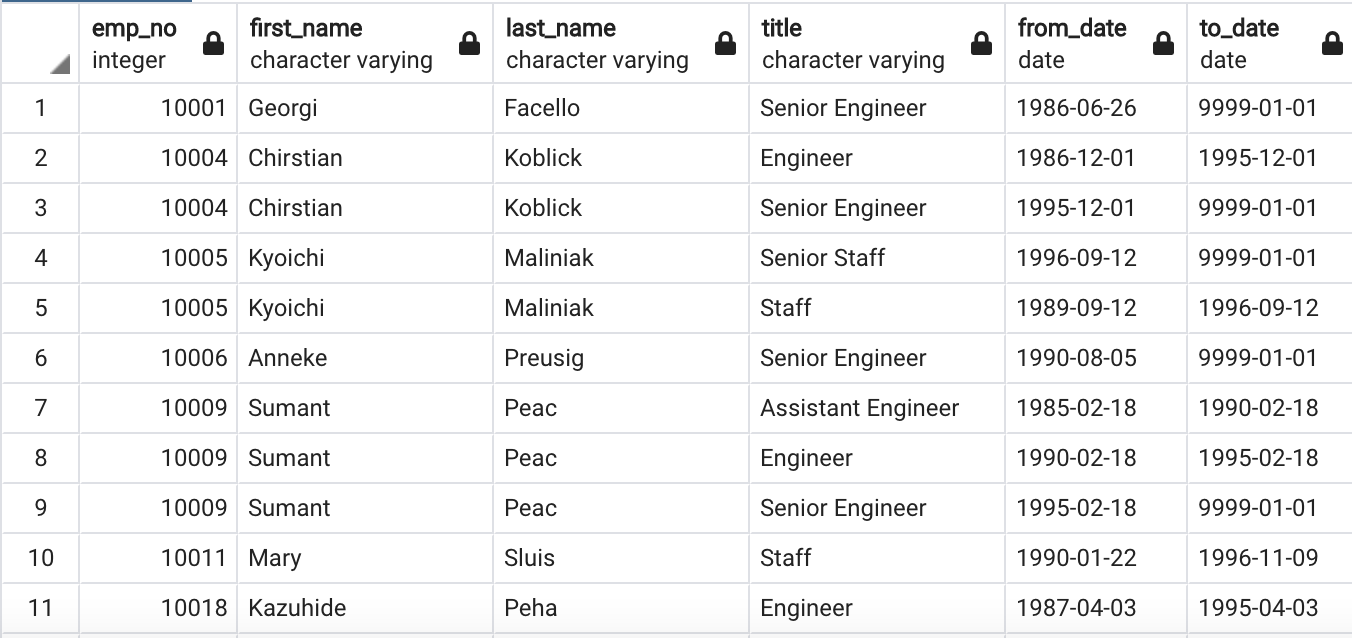 emp_no first_name last_name title from_date to_date
integer character varying character varying character varying date date
1 10001 Georgi Facello Senior Engineer 1986-06-26 9999-01-01
2 10004 Chirstian Koblick Engineer 1986-12-01 1995-12-01
3 10004 Chirstian Koblick Senior Engineer 1995-12-01 9999-01-01
4 10005 Kyoichi Maliniak Senior Staff 1996-09-12 9999-01-01
5 10005 Kyoichi Maliniak Staff 1989-09-12 1996-09-12
6 10006 Anneke Preusig Senior Engineer 1990-08-05 9999-01-01
7 10009 Sumant Peac Assistant Engineer 1985-02-18 1990-02-18
8 10009 Sumant Peac Engineer 1990-02-18 1995-02-18
9 10009 Sumant Peac Senior Engineer 1995-02-18 9999-01-01
10 10011 Mary Sluis Staff 1990-01-22 1996-11-09
11 10018 Kazuhide Peha Engineer 1987-04-03 1995-04-03